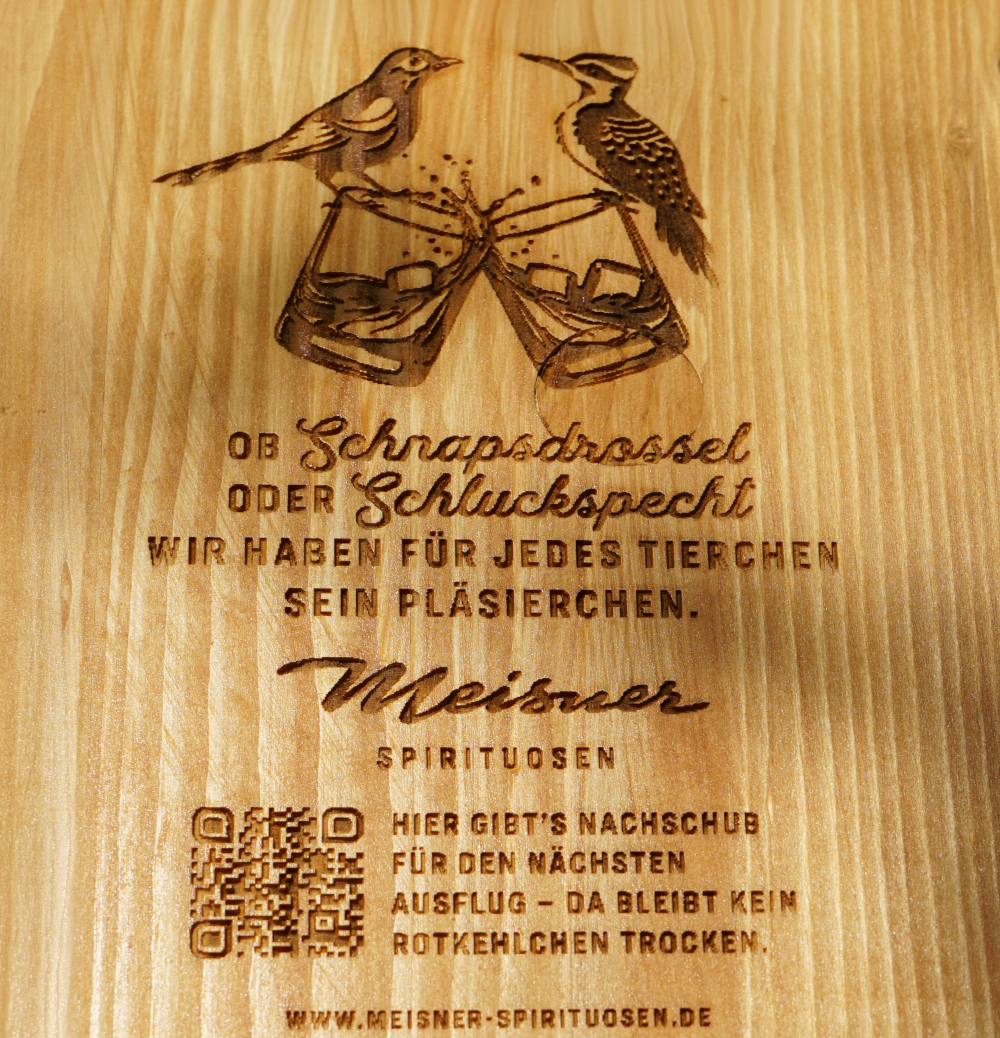 OB Schnapsdrossel
ODER Schluckspecht
WIR HABEN FÜR JEDES TIERCHEN
SEIN PLÄSIERCHEN.
Meisner
SPIRITUOSEN
HIER GIBT'S NACHSCHUB
FÜR DEN NÄCHSTEN
AUSFLUG – DA BLEIBT KEIN
ROTKEHLCHEN TROCKEN.
WWW.MEISNER-SPIRITUOSEN.DE